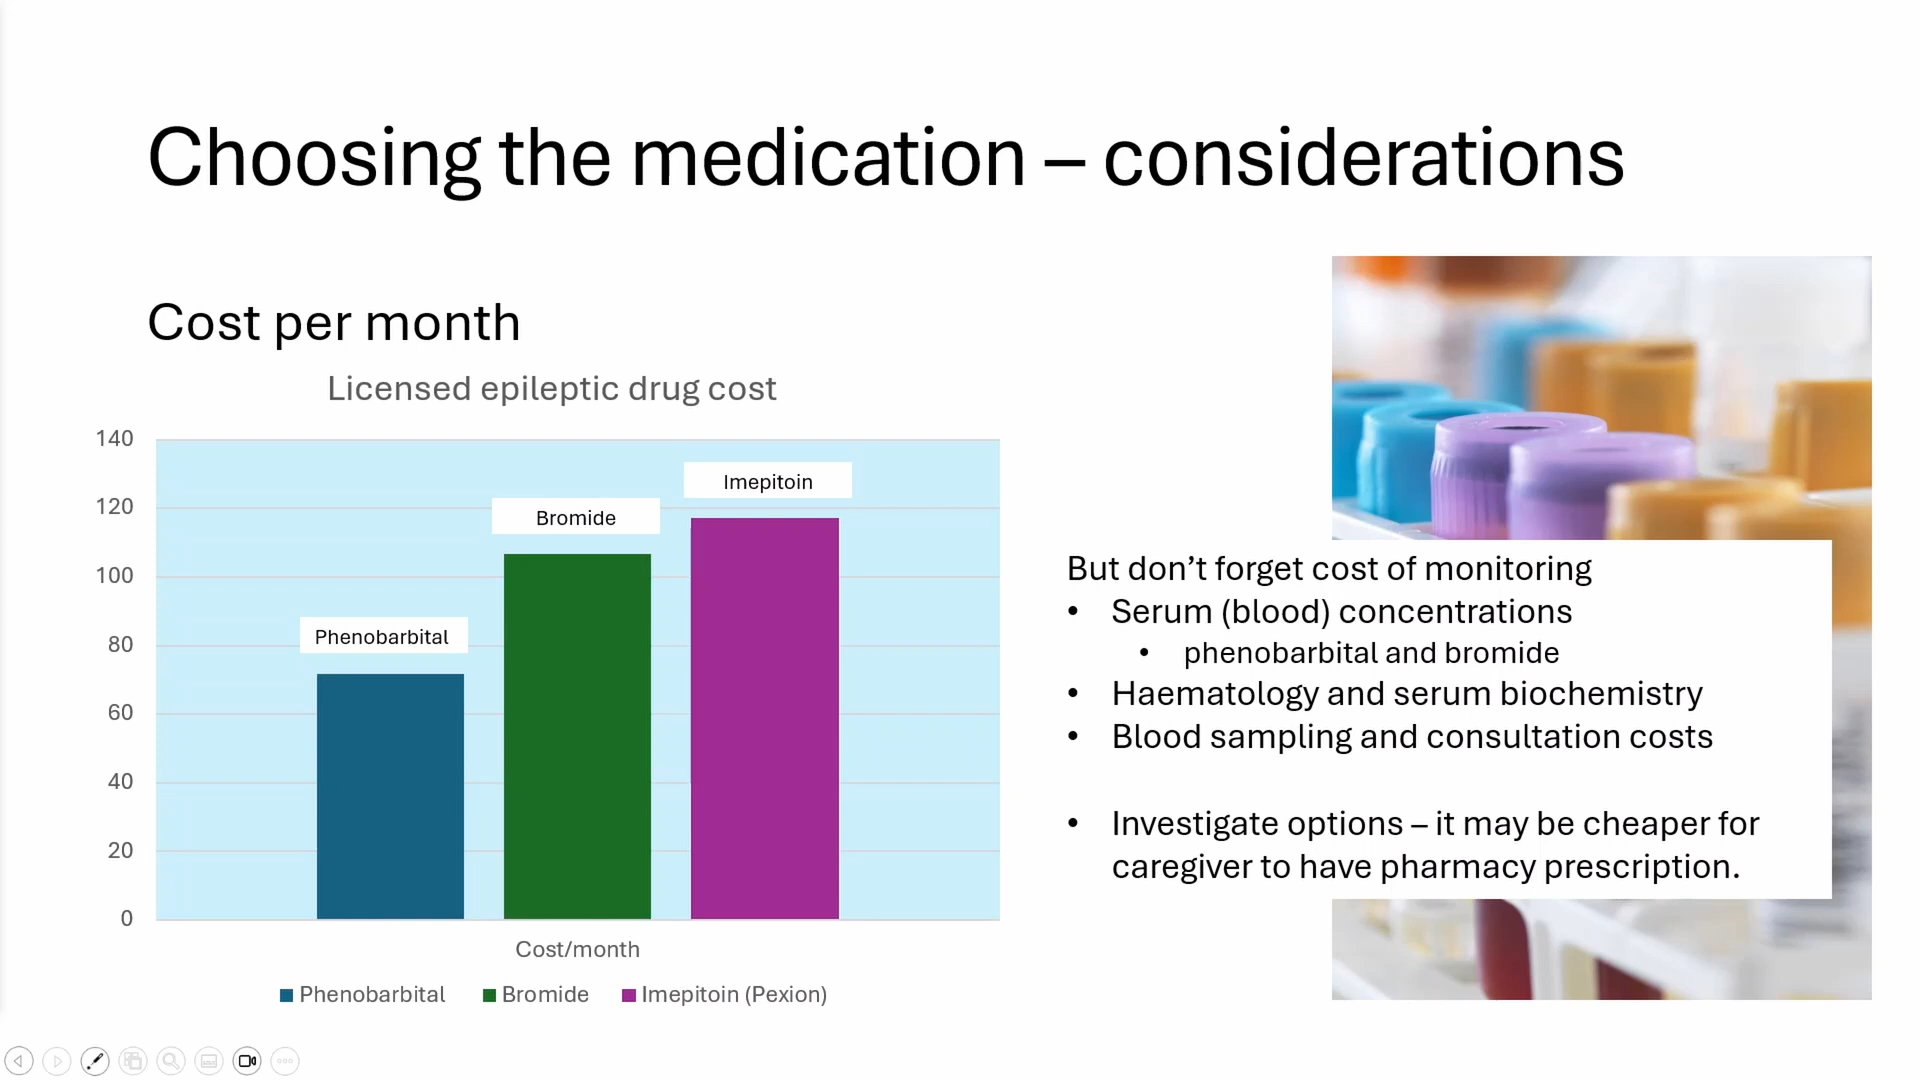 Choosing the medication – considerations
Cost per month
Licensed epileptic drug cost
140
120
100
80
60
40
20
0
Phenobarbital
Bromide
Imepitoin
Cost/month
Phenobarbital
Bromide
Imepitoin (Pexion)
But don’t forget cost of monitoring
• Serum (blood) concentrations
• phenobarbital and bromide
• Haematology and serum biochemistry
• Blood sampling and consultation costs
• Investigate options – it may be cheaper for
caregiver to have pharmacy prescription.